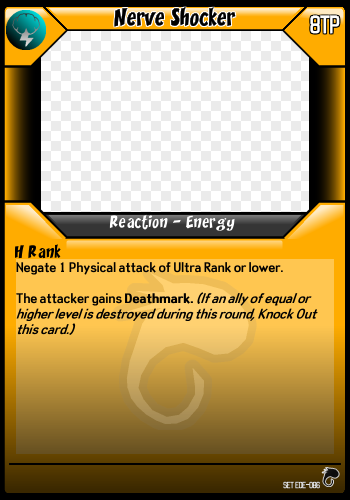 Nerve Shocker
8TP
Reaction - Energy
H Rank
Negate 1 Physical attack of Ultra Rank or lower.
The attacker gains Deathmark. (If an ally of equal or
higher level is destroyed during this round, Knock Out
this card.)
SET EDE-086